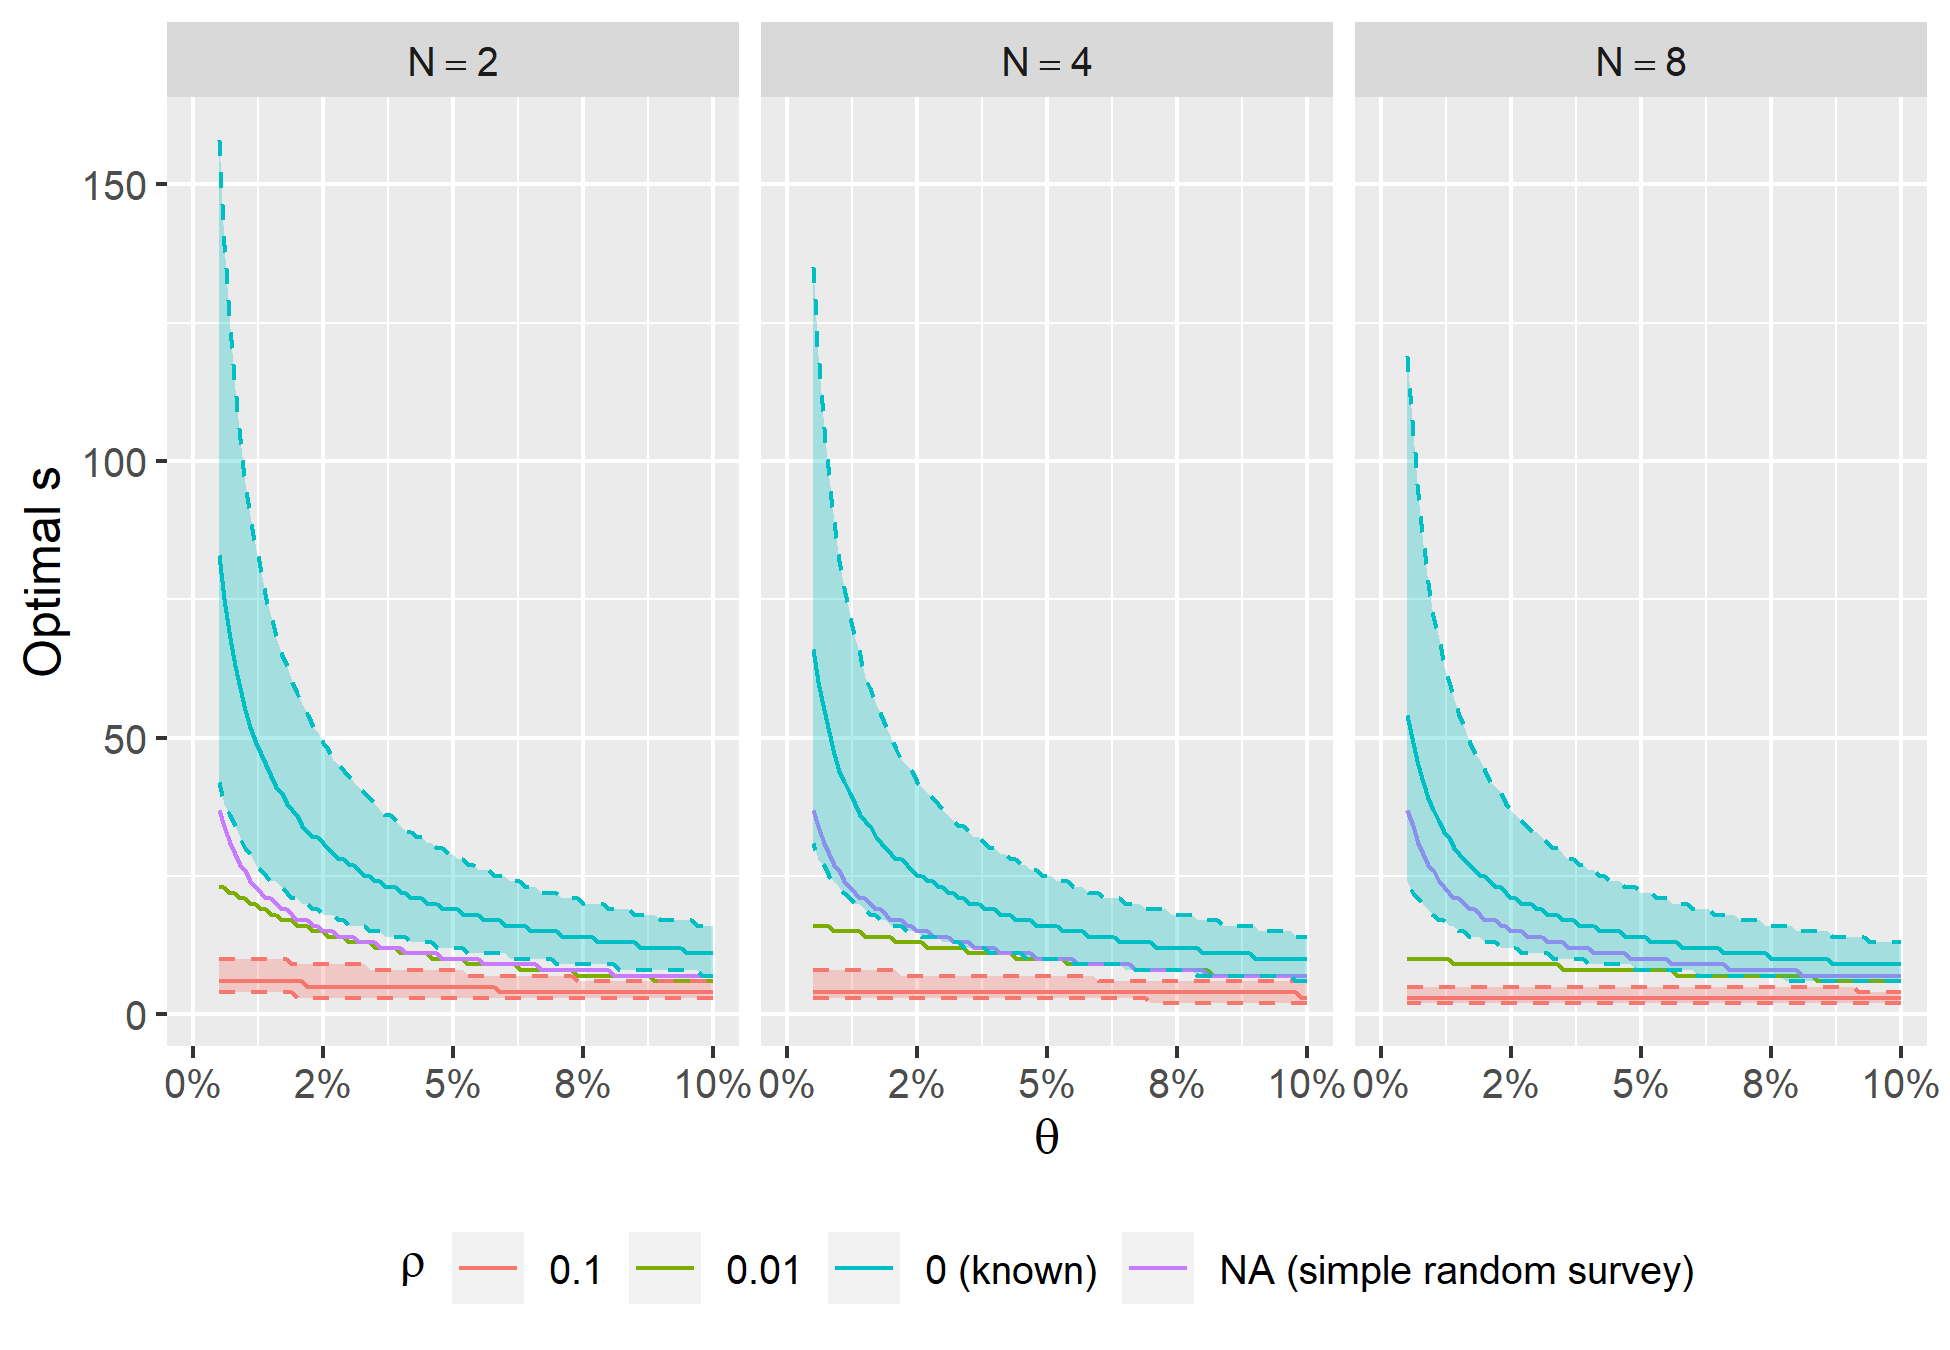 N = 2
N = 4
N = 8
Optimal s
150
100
50
0
0% 2% 5% 8% 10% 0% 2% 5% 8% 10% 0% 2% 5% 8% 10%
θ
ρ 0.1 0.01 0 (known) NA (simple random survey)